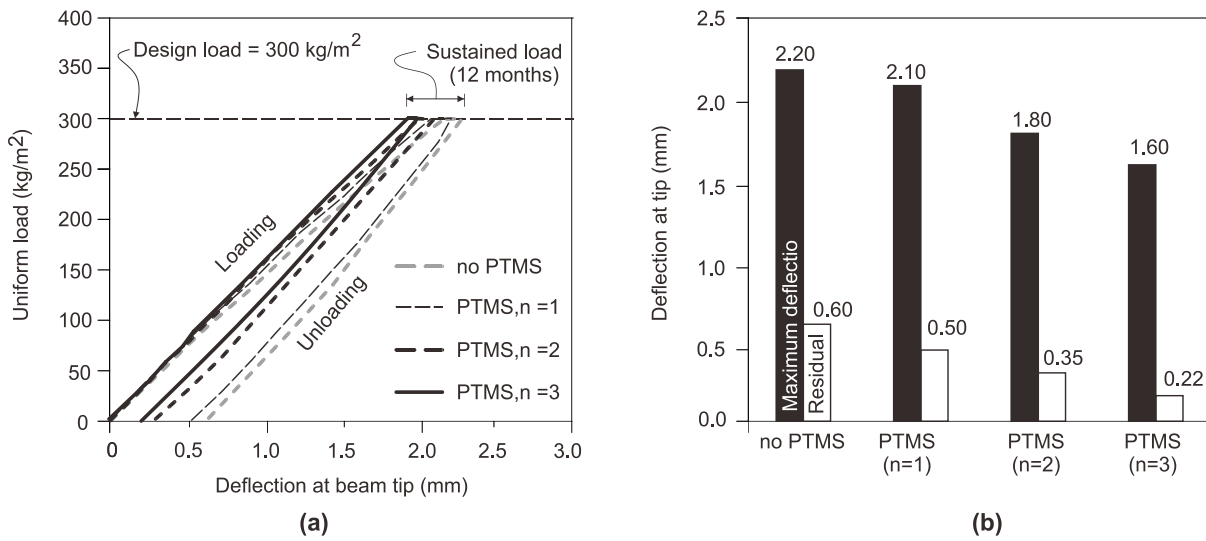 400
350
300
250
200
150
100
50
0
Uniform load (kg/m²)
Design load = 300 kg/m²
Sustained load
(12 months)
Loading
Unloading
no PTMS
PTMS,n =1
PTMS,n =2
PTMS,n =3
0 0.5 1.0 1.5 2.0 2.5 3.0
Deflection at beam tip (mm)
(a)
2.5
2.0
1.5
1.0
0.5
0.0
Deflection at tip (mm)
2.20
2.10
1.80
1.60
0.60
0.50
0.35
0.22
Maximum deflectio
Residual
no PTMS
PTMS
(n=1)
PTMS
(n=2)
PTMS
(n=3)
(b)